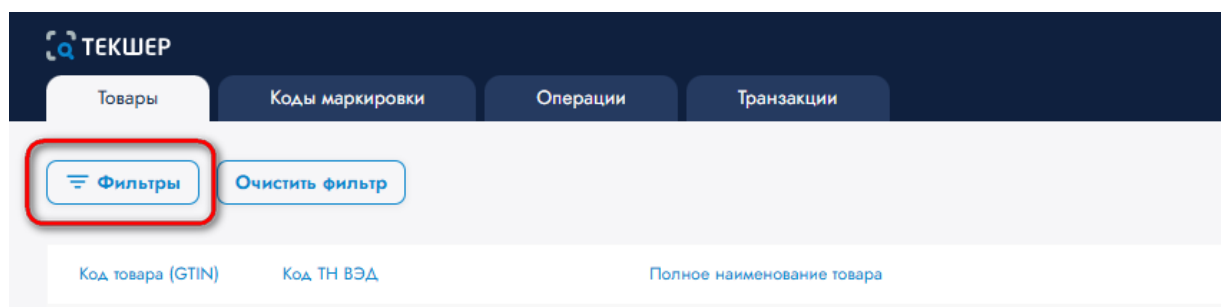 ТЕКШЕР
Товары Коды маркировки Операции Транзакции
Фильтры Очистить фильтр
Код товара (GTIN) Код ТН ВЭД Полное наименование товара